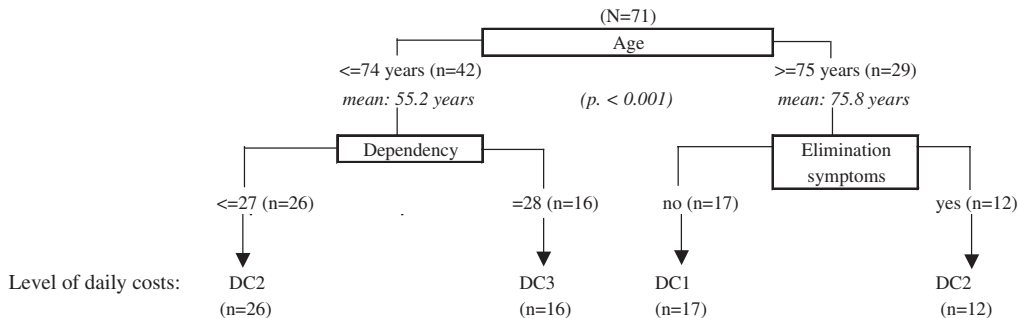 (N=71)
Age
<=74 years (n=42)
>=75 years (n=29)
mean: 55.2 years
(p. < 0.001)
mean: 75.8 years
Dependency
Elimination
symptoms
<=27 (n=26)
=28 (n=16)
no (n=17)
yes (n=12)
Level of daily costs:
DC2
DC3
DC1
DC2
(n=26)
(n=16)
(n=17)
(n=12)